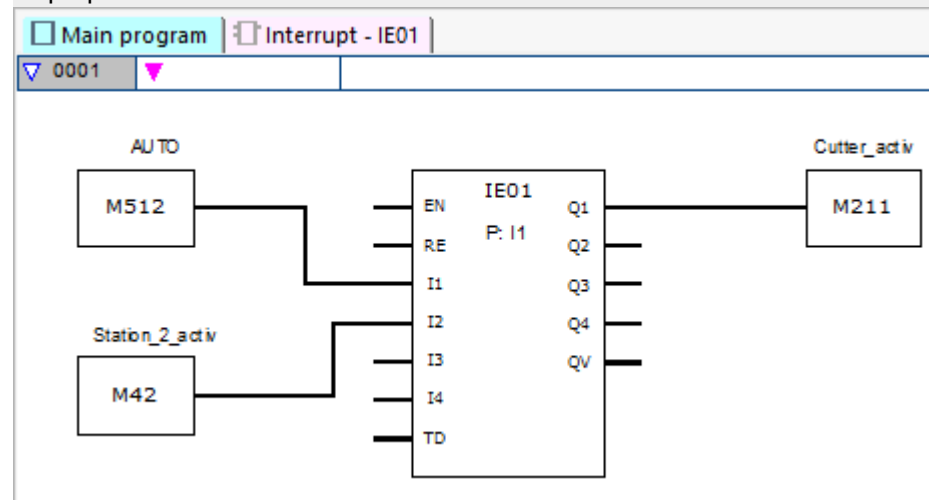 Main program
Interrupt - IE01
0001
AUTO
M512
Station_2_activ
M42
IE01
P: I1
EN
RE
I1
I2
I3
I4
TD
Q1
Q2
Q3
Q4
QV
Cutter_activ
M211